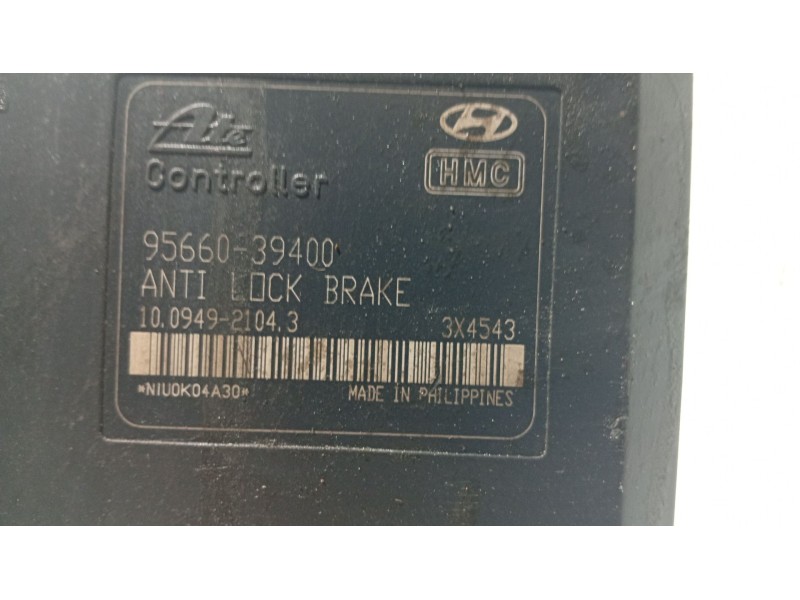 Ate
HMC
Controller
95660-39400
ANTI LOCK BRAKE
10.0949-2104.3 3X4543
*NIU0K04A30*
MADE IN PHILIPPINES